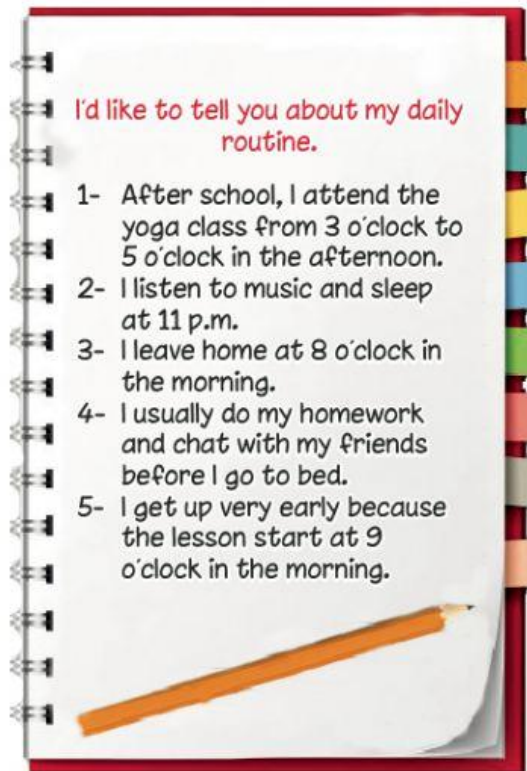 I'd like to tell you about my daily
routine.
1- After school, I attend the
yoga class from 3 o'clock to
5 o'clock in the afternoon.
2- I listen to music and sleep
at 11 p.m.
3- I leave home at 8 o'clock in
the morning.
4- I usually do my homework
and chat with my friends
before I go to bed.
5- I get up very early because
the lesson start at 9
o'clock in the morning.